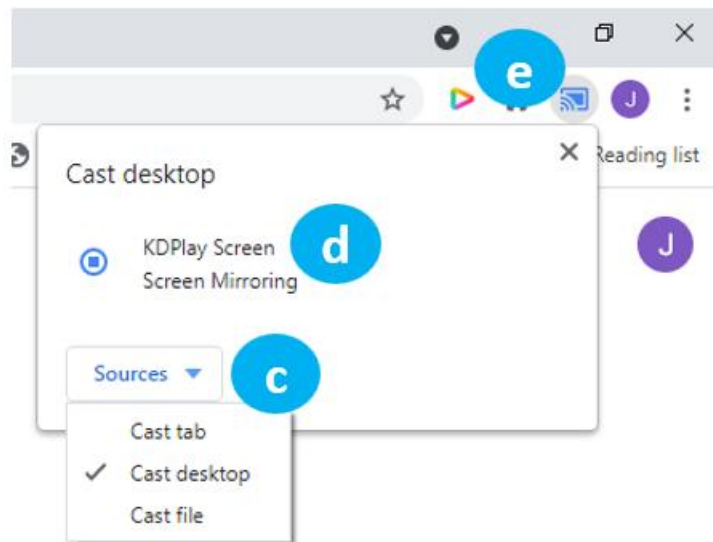 e
J
Reading list
Cast desktop
KDPlay Screen
d
Screen Mirroring
J
Sources
c
Cast tab
Cast desktop
Cast file